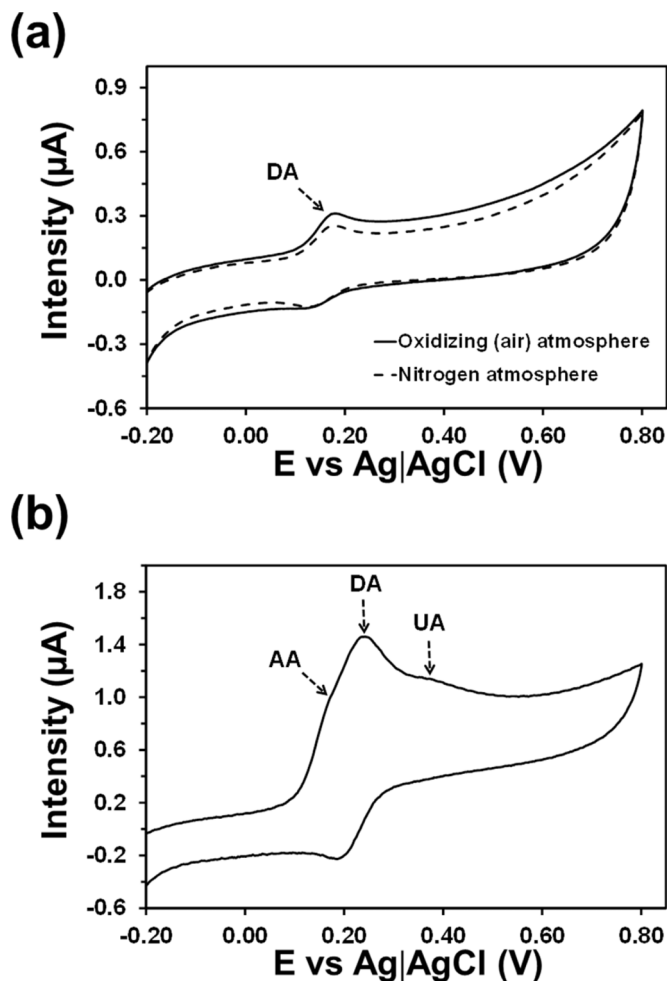 (a)
Intensity (µA)
0.9
0.6
0.3
0.0
-0.3
-0.6
DA
Oxidizing (air) atmosphere
Nitrogen atmosphere
-0.20 0.00 0.20 0.40 0.60 0.80
E vs Ag|AgCl (V)
(b)
Intensity (µA)
1.8
1.4
1.0
0.6
0.2
-0.2
-0.6
DA
UA
AA
-0.20 0.00 0.20 0.40 0.60 0.80
E vs Ag|AgCl (V)